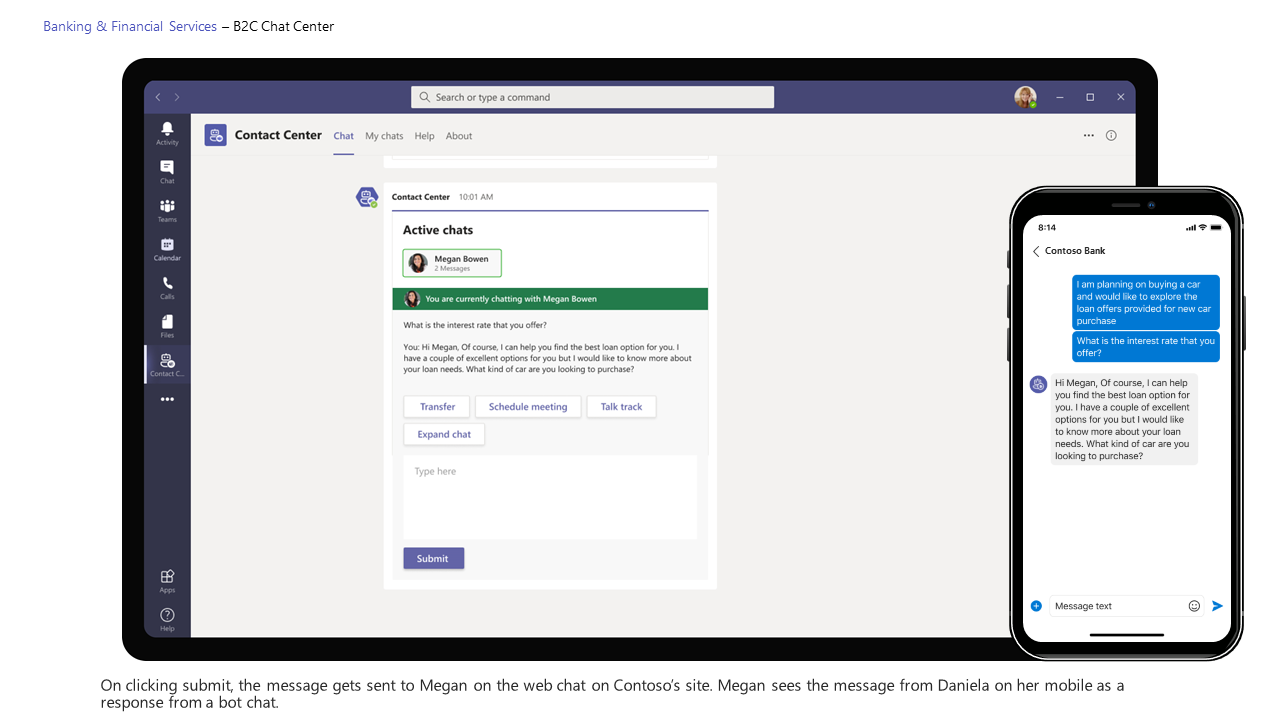 Banking & Financial Services – B2C Chat Center
Search or type a command
Activity
Chat
Teams
Calendar
Calls
Files
Contact C...
Apps
Help
Contact Center
Chat
My chats
Help
About
Contact Center 10:01 AM
Active chats
Megan Bowen
2 Messages
You are currently chatting with Megan Bowen
What is the interest rate that you offer?
You: Hi Megan, Of course, I can help you find the best loan option for you. I
have a couple of excellent options for you but I would like to know more about
your loan needs. What kind of car are you looking to purchase?
Transfer
Schedule meeting
Talk track
Expand chat
Type here
Submit
8:14
Contoso Bank
I am planning on buying a car
and would like to explore the
loan offers provided for new car
purchase
What is the interest rate that you
offer?
Hi Megan, Of course, I can help
you find the best loan option for
you. I have a couple of excellent
options for you but I would like
to know more about your loan
needs. What kind of car are you
looking to purchase?
Message text
On clicking submit, the message gets sent to Megan on the web chat on Contoso's site. Megan sees the message from Daniela on her mobile as a
response from a bot chat.